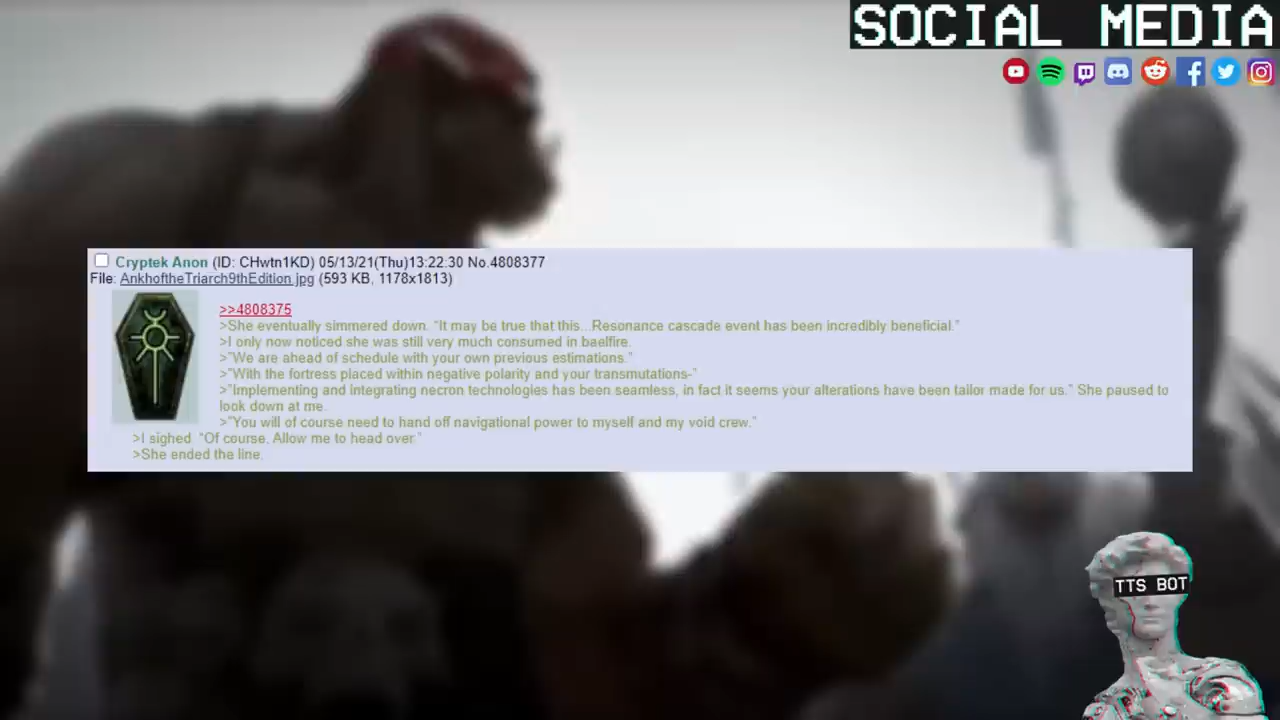 SOCIAL MEDIA
Cryptek Anon (ID: CHwtn1KD) 05/13/21(Thu)13:22:30 No.4808377
File: AnkhoftheTriarch9thEdition.jpg (593 KB, 1178x1813)
>>4808375
>She eventually simmered down. “It may be true that this...Resonance cascade event has been incredibly beneficial.”
>I only now noticed she was still very much consumed in baelfire.
>”We are ahead of schedule with your own previous estimations.”
>”With the fortress placed within negative polarity and your transmutations-”
>”Implementing and integrating necron technologies has been seamless, in fact it seems your alterations have been tailor made for us.” She paused to
look down at me.
>”You will of course need to hand off navigational power to myself and my void crew.”
>I sighed. “Of course. Allow me to head over.”
>She ended the line.
TTS BOT